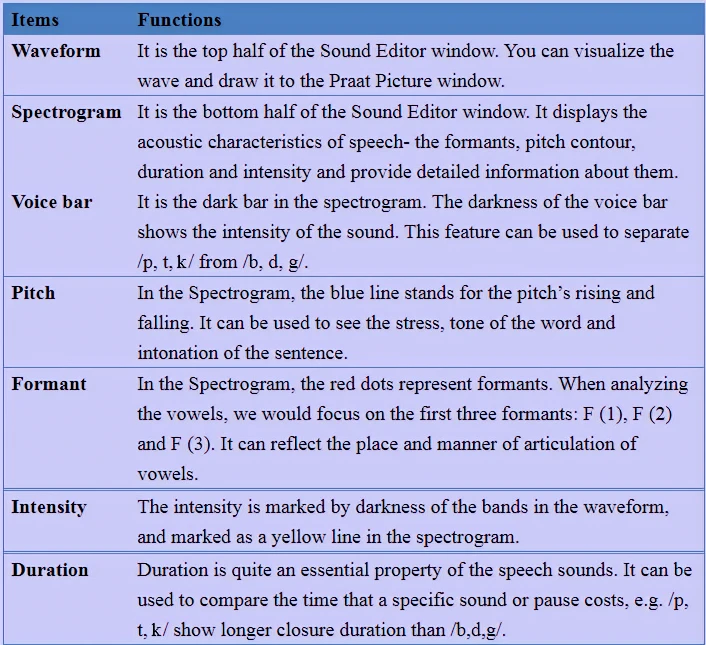 Items Functions
Waveform It is the top half of the Sound Editor window. You can visualize the
wave and draw it to the Praat Picture window.
Spectrogram It is the bottom half of the Sound Editor window. It displays the
acoustic characteristics of speech- the formants, pitch contour,
duration and intensity and provide detailed information about them.
Voice bar It is the dark bar in the spectrogram. The darkness of the voice bar
shows the intensity of the sound. This feature can be used to separate
/p, t, k/ from /b, d, g/.
Pitch In the Spectrogram, the blue line stands for the pitch’s rising and
falling. It can be used to see the stress, tone of the word and
intonation of the sentence.
Formant In the Spectrogram, the red dots represent formants. When analyzing
the vowels, we would focus on the first three formants: F (1), F (2)
and F (3). It can reflect the place and manner of articulation of
vowels.
Intensity The intensity is marked by darkness of the bands in the waveform,
and marked as a yellow line in the spectrogram.
Duration Duration is quite an essential property of the speech sounds. It can be
used to compare the time that a specific sound or pause costs, e.g. /p,
t, k/ show longer closure duration than /b,d,g/.